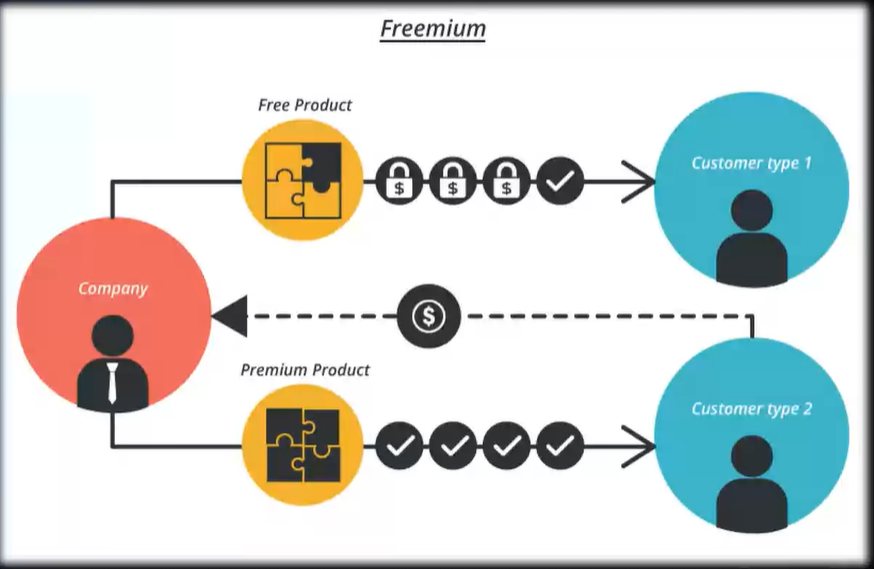 Freemium
Free Product
$
$
$
Customer type 1
Company
$
Premium Product
Customer type 2